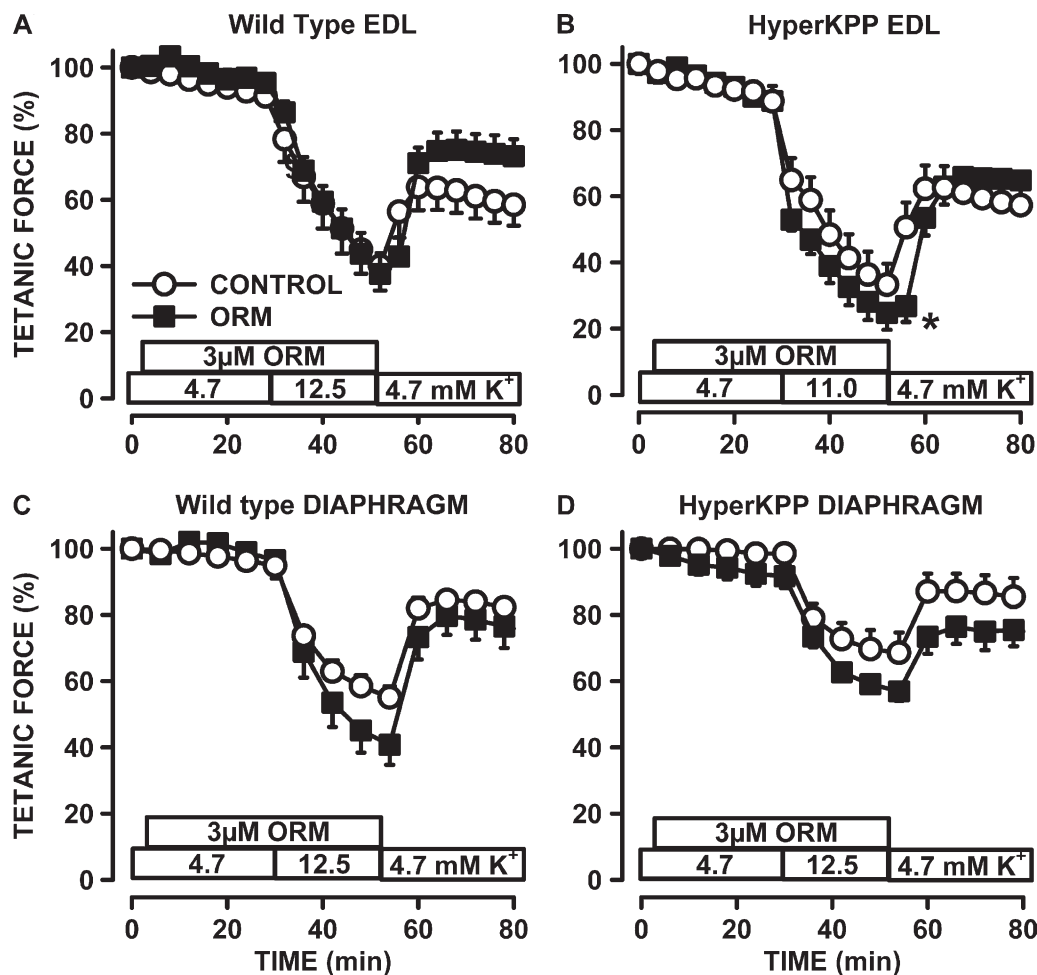 A Wild Type EDL
TETANIC FORCE (%)
100
80
60
40
20
0
CONTROL
ORM
3µM ORM
4.7 12.5 4.7 mM K+
0 20 40 60 80
B HyperKPP EDL
100
80
60
40
20
0
*
3µM ORM
4.7 11.0 4.7 mM K+
0 20 40 60 80
C Wild type DIAPHRAGM
TETANIC FORCE (%)
100
80
60
40
20
0
3µM ORM
4.7 12.5 4.7 mM K+
0 20 40 60 80
TIME (min)
D HyperKPP DIAPHRAGM
100
80
60
40
20
0
3µM ORM
4.7 12.5 4.7 mM K+
0 20 40 60 80
TIME (min)